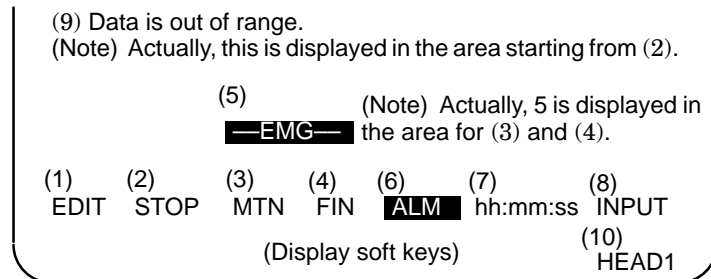 (9) Data is out of range.
(Note) Actually, this is displayed in the area starting from (2).
(5)
(Note) Actually, 5 is displayed in
—EMG— the area for (3) and (4).
(1) (2) (3) (4) (6) (7) (8)
EDIT STOP MTN FIN ALM hh:mm:ss INPUT
(10)
(Display soft keys)
HEAD1